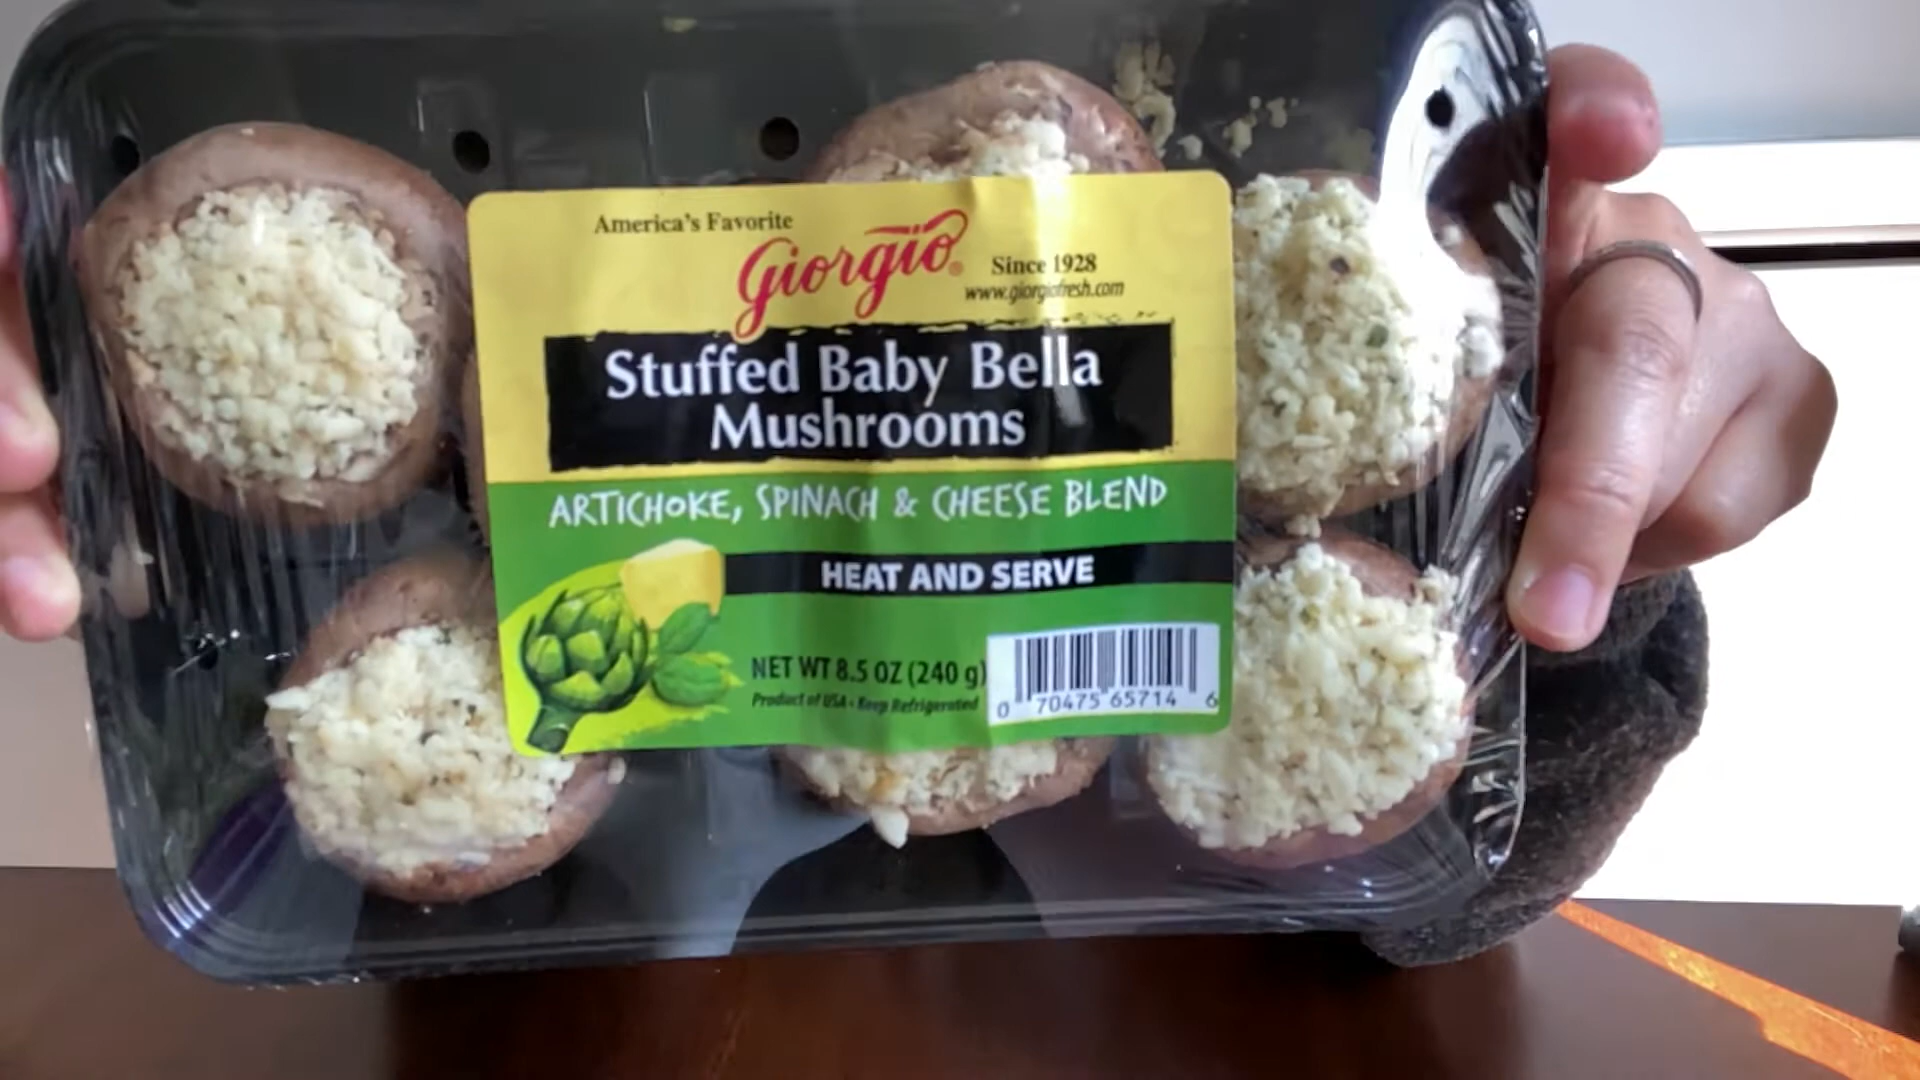 America's Favorite
Giorgio®
Since 1928
www.giorgiofresh.com
Stuffed Baby Bella
Mushrooms
ARTICHOKE, SPINACH & CHEESE BLEND
HEAT AND SERVE
NET WT 8.5 OZ (240 g)
Product of USA • Keep Refrigerated
0 70475 65714 6